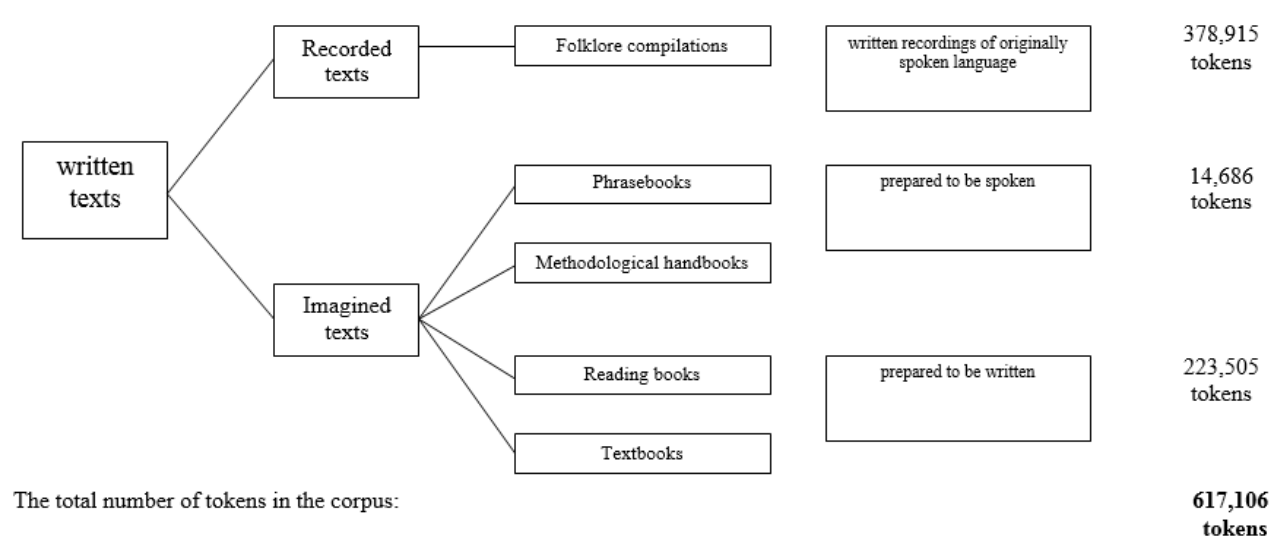 Recorded
texts
Folklore compilations
written recordings of originally
spoken language
378,915
tokens
written
texts
Phrasebooks
prepared to be spoken
14,686
tokens
Methodological handbooks
Imagined
texts
Reading books
prepared to be written
223,505
tokens
Textbooks
The total number of tokens in the corpus:
617,106
tokens